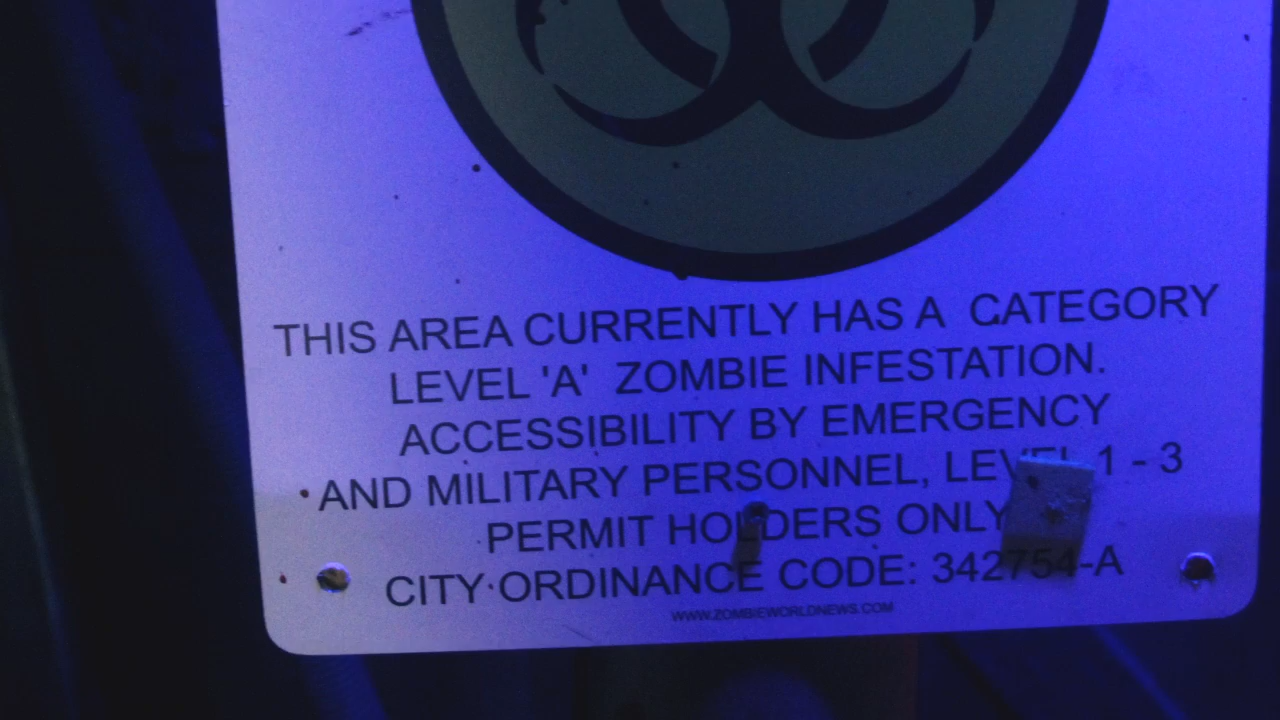 THIS AREA CURRENTLY HAS A CATEGORY
LEVEL 'A' ZOMBIE INFESTATION.
ACCESSIBILITY BY EMERGENCY
AND MILITARY PERSONNEL, LEVEL 1 - 3
PERMIT HOLDERS ONLY
CITY ORDINANCE CODE: 342754-A
WWW.ZOMBIEWORLDNEWS.COM